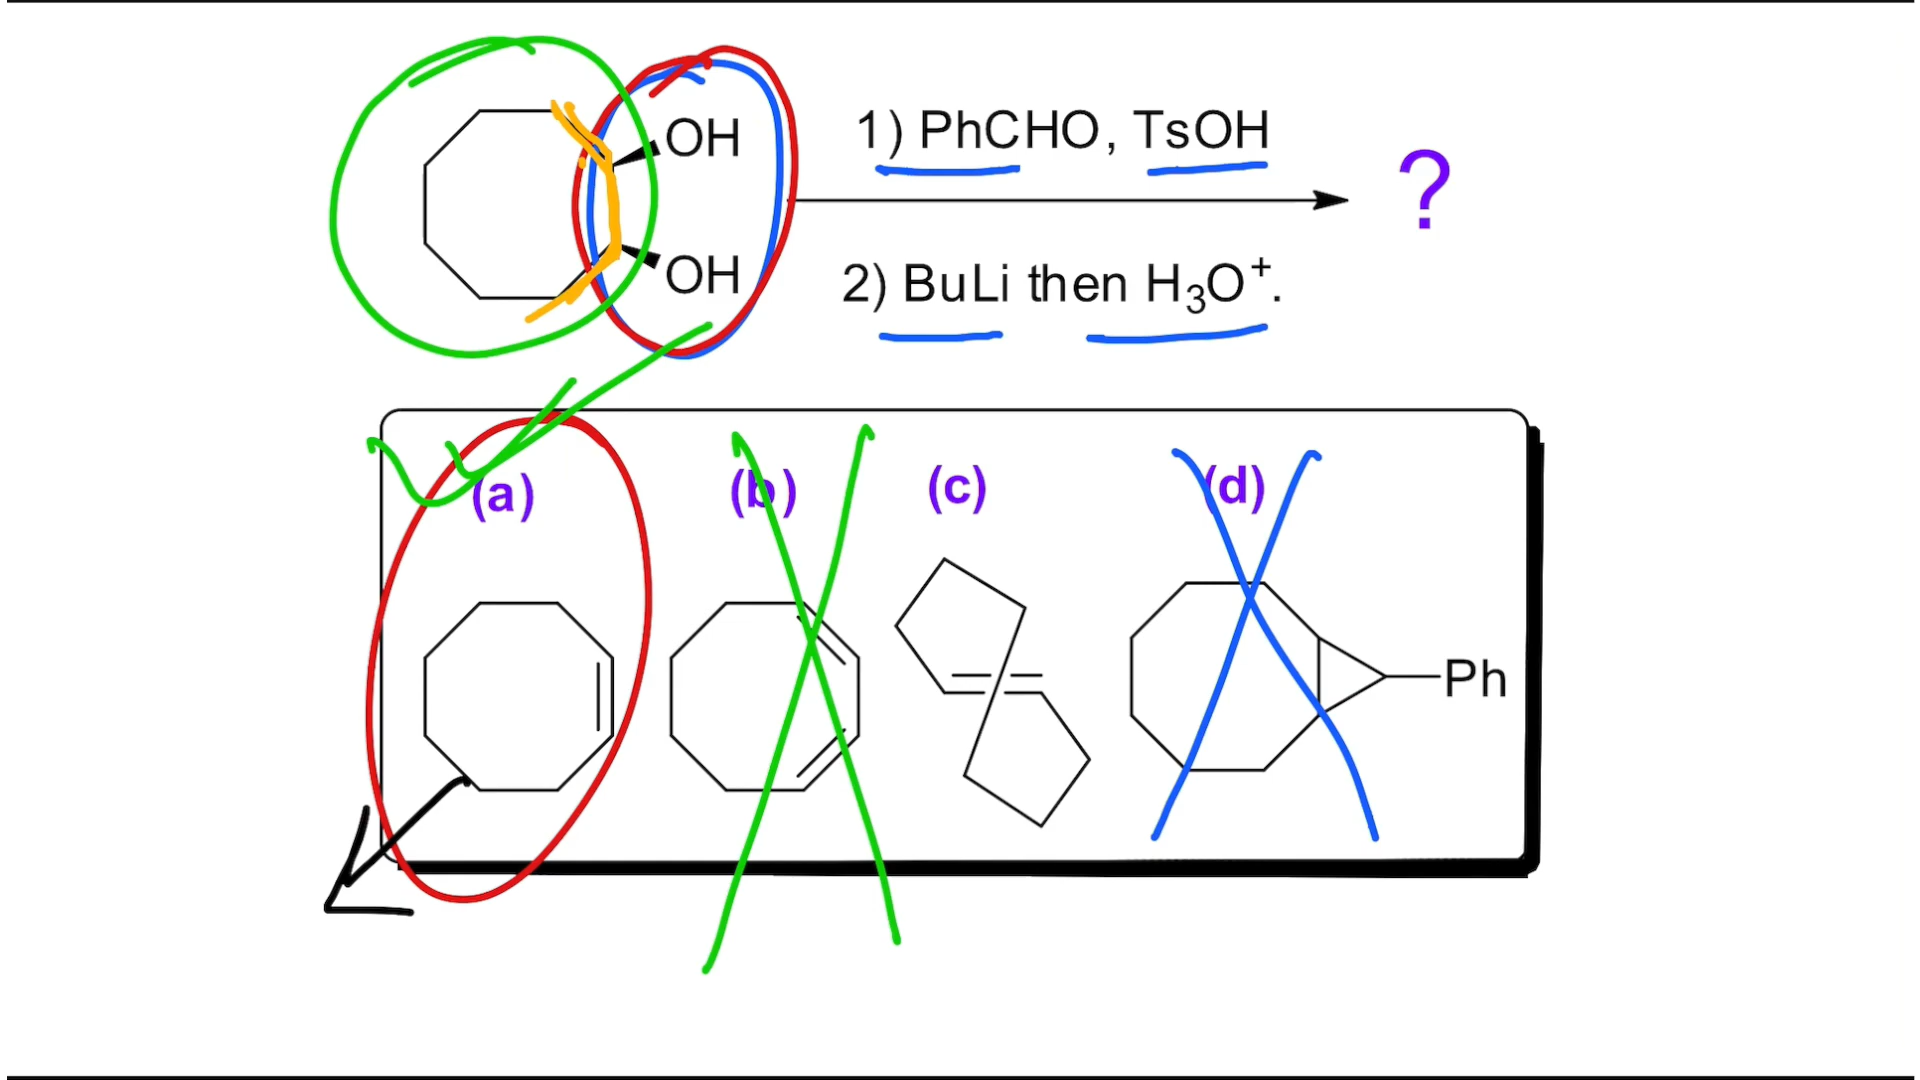 OH
OH
1) PhCHO, TsOH
2) BuLi then H₃O⁺.
?
(a) (b) (c) (d)
Ph